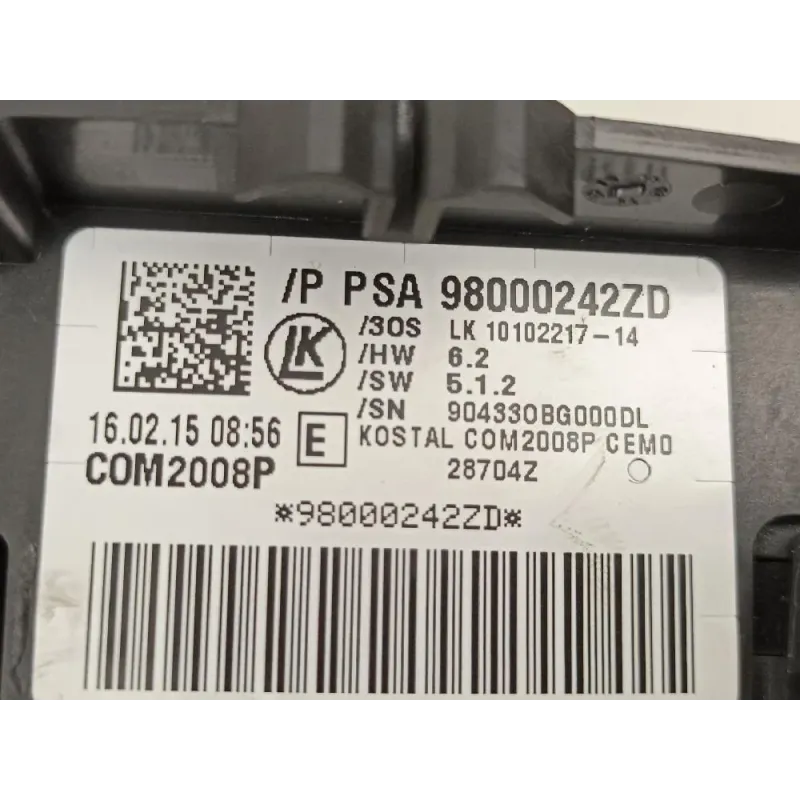 /P PSA 98000242ZD
/3OS LK 10102217-14
LK
/HW 6.2
/SW 5.1.2
/SN 904330BG000DL
16.02.15 08:56 E KOSTAL COM2008P CEM0
COM2008P 28704Z
*98000242ZD*